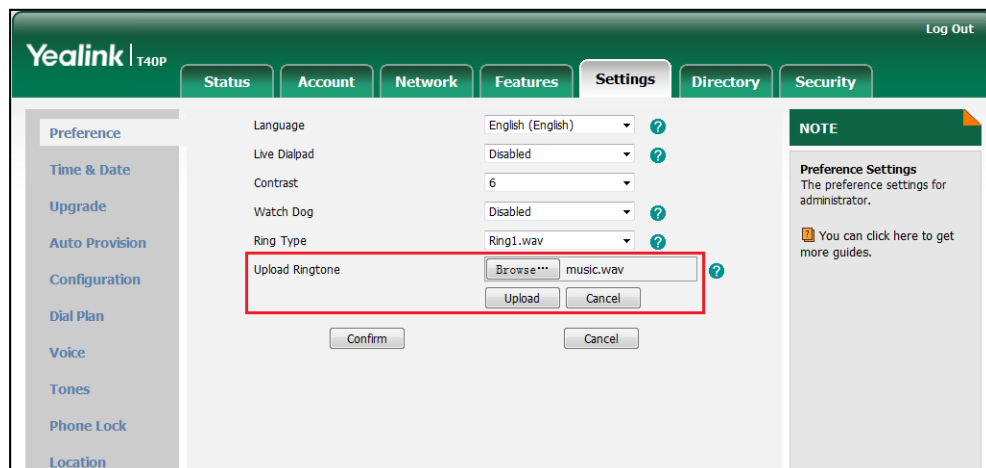 Log Out
Yealink T40P
Status Account Network Features Settings Directory Security
Preference
Time & Date
Upgrade
Auto Provision
Configuration
Dial Plan
Voice
Tones
Phone Lock
Location
Language English (English) ?
Live Dialpad Disabled ?
Contrast 6
Watch Dog Disabled ?
Ring Type Ring1.wav ?
Upload Ringtone Browse... music.wav ?
Upload Cancel
Confirm Cancel
NOTE
Preference Settings
The preference settings for
administrator.
? You can click here to get
more guides.